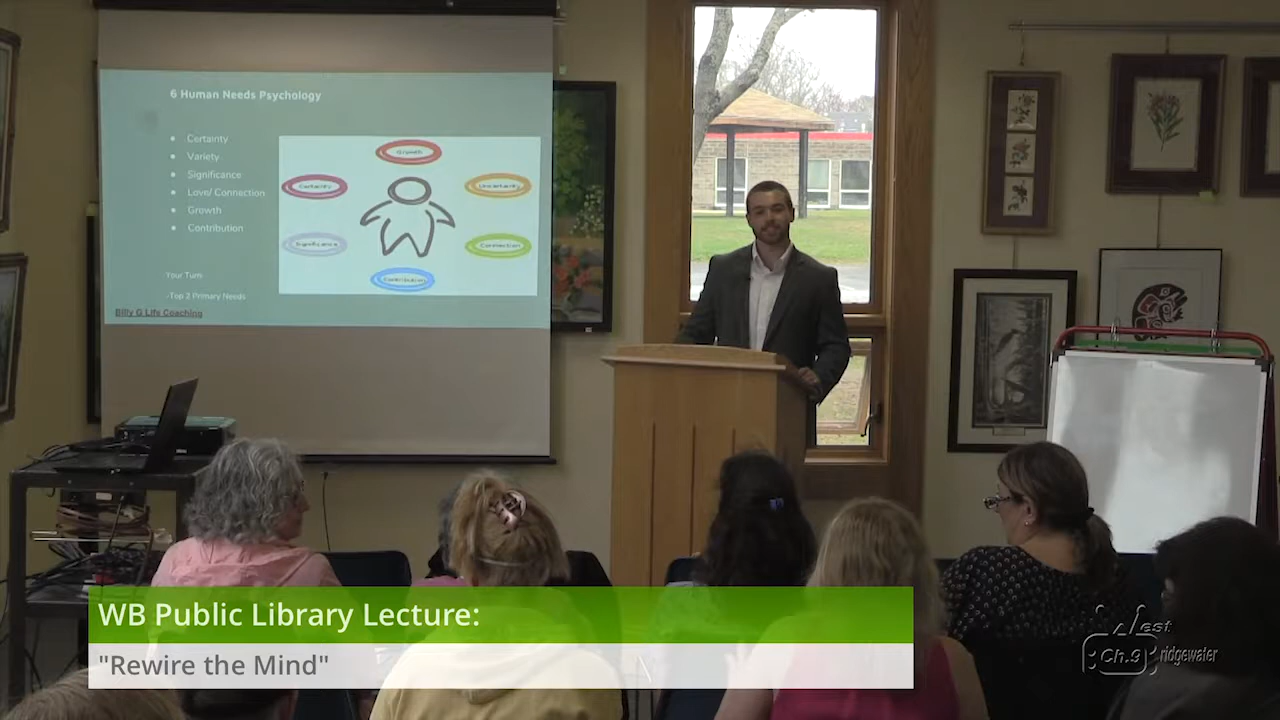 6 Human Needs Psychology
● Certainty
● Variety
● Significance
● Love/ Connection
● Growth
● Contribution
Growth
Certainty
Uncertainty
Significance
Connection
Contribution
Your Turn
-Top 2 Primary Needs
Billy G Life Coaching
WB Public Library Lecture:
"Rewire the Mind"
West
Ch.9 Bridgewater